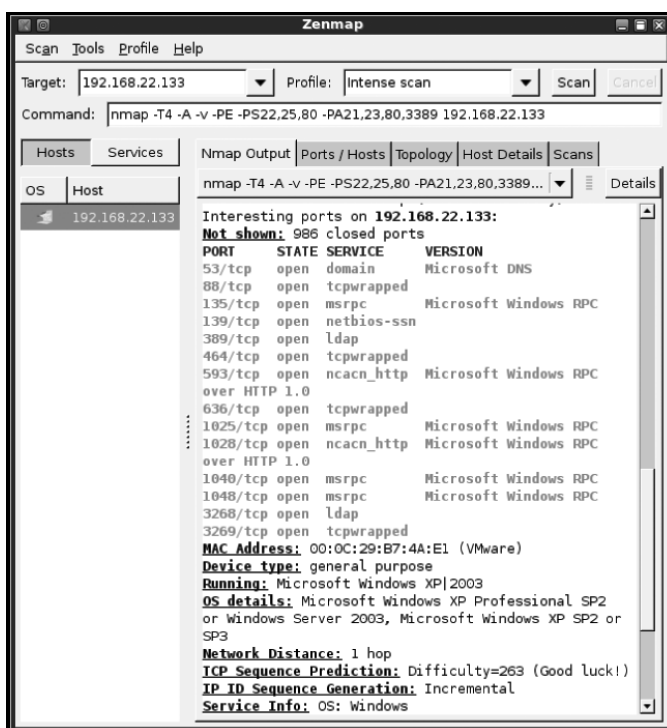 Zenmap
Scan Tools Profile Help
Target: 192.168.22.133 Profile: Intense scan Scan Cancel
Command: nmap -T4 -A -v -PE -PS22,25,80 -PA21,23,80,3389 192.168.22.133
Hosts Services
OS Host
192.168.22.133
Nmap Output Ports / Hosts Topology Host Details Scans
nmap -T4 -A -v -PE -PS22,25,80 -PA21,23,80,3389... Details
Interesting ports on 192.168.22.133:
Not shown: 986 closed ports
PORT STATE SERVICE VERSION
53/tcp open domain Microsoft DNS
88/tcp open tcpwrapped
135/tcp open msrpc Microsoft Windows RPC
139/tcp open netbios-ssn
389/tcp open ldap
464/tcp open tcpwrapped
593/tcp open ncacn_http Microsoft Windows RPC
over HTTP 1.0
636/tcp open tcpwrapped
1025/tcp open msrpc Microsoft Windows RPC
1028/tcp open ncacn_http Microsoft Windows RPC
over HTTP 1.0
1040/tcp open msrpc Microsoft Windows RPC
1048/tcp open msrpc Microsoft Windows RPC
3268/tcp open ldap
3269/tcp open tcpwrapped
MAC Address: 00:0C:29:B7:4A:E1 (VMware)
Device type: general purpose
Running: Microsoft Windows XP|2003
OS details: Microsoft Windows XP Professional SP2
or Windows Server 2003, Microsoft Windows XP SP2 or
SP3
Network Distance: 1 hop
TCP Sequence Prediction: Difficulty=263 (Good luck!)
IP ID Sequence Generation: Incremental
Service Info: OS: Windows